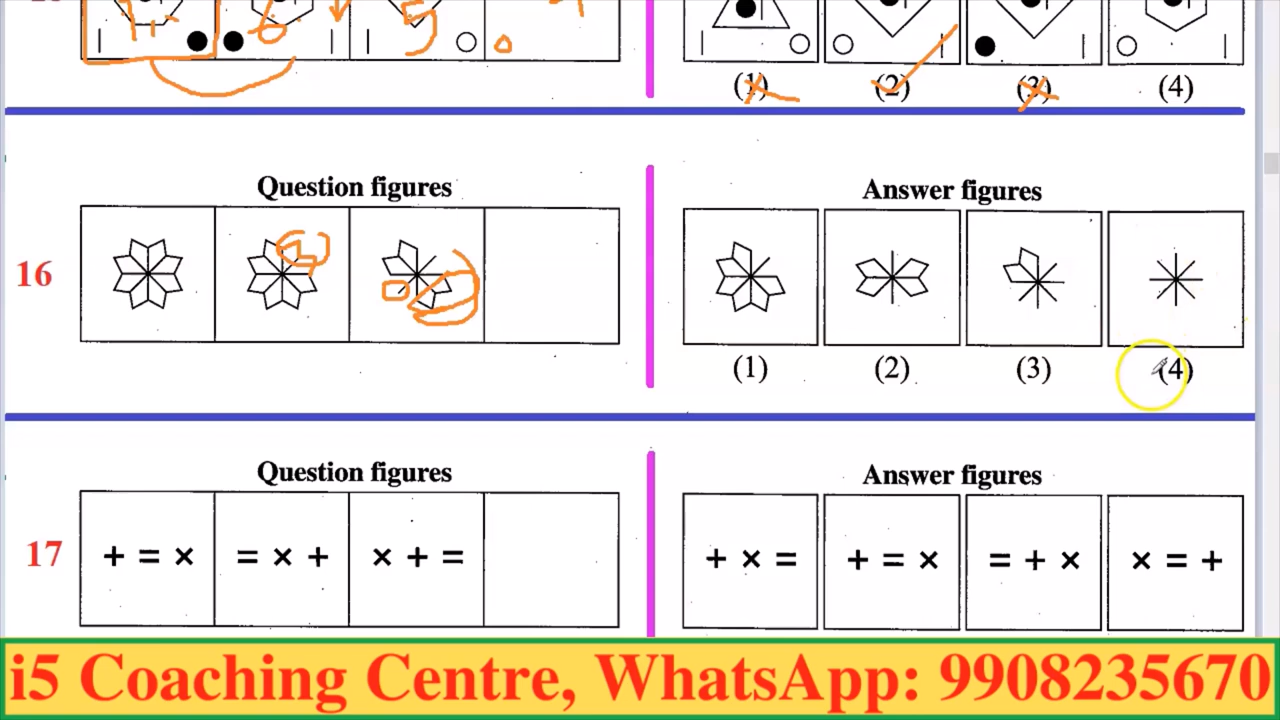 (1) (2) (3) (4)
Question figures Answer figures
16
(1) (2) (3) (4)
Question figures Answer figures
17 + = × = × + × + = + × = + = × = + × × = +
i5 Coaching Centre, WhatsApp: 9908235670